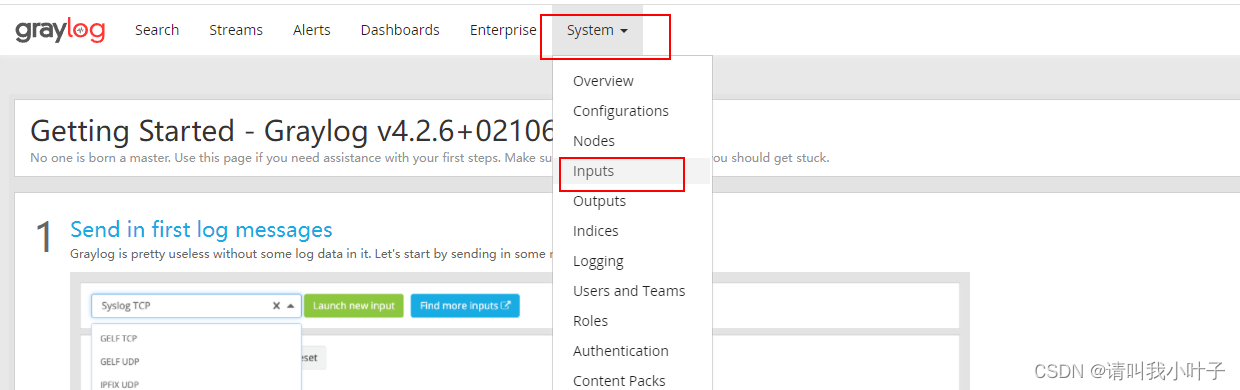 graylog Search Streams Alerts Dashboards Enterprise System
Overview
Configurations
Nodes
Inputs
Outputs
Indices
Logging
Users and Teams
Roles
Authentication
Content Packs
Getting Started - Graylog v4.2.6+02106
No one is born a master. Use this page if you need assistance with your first steps. Make su you should get stuck.
1 Send in first log messages
Graylog is pretty useless without some log data in it. Let's start by sending in some
Syslog TCP Launch new input Find more inputs
GELF TCP
GELF UDP
IPFIX UDP
CSDN @请叫我小叶子